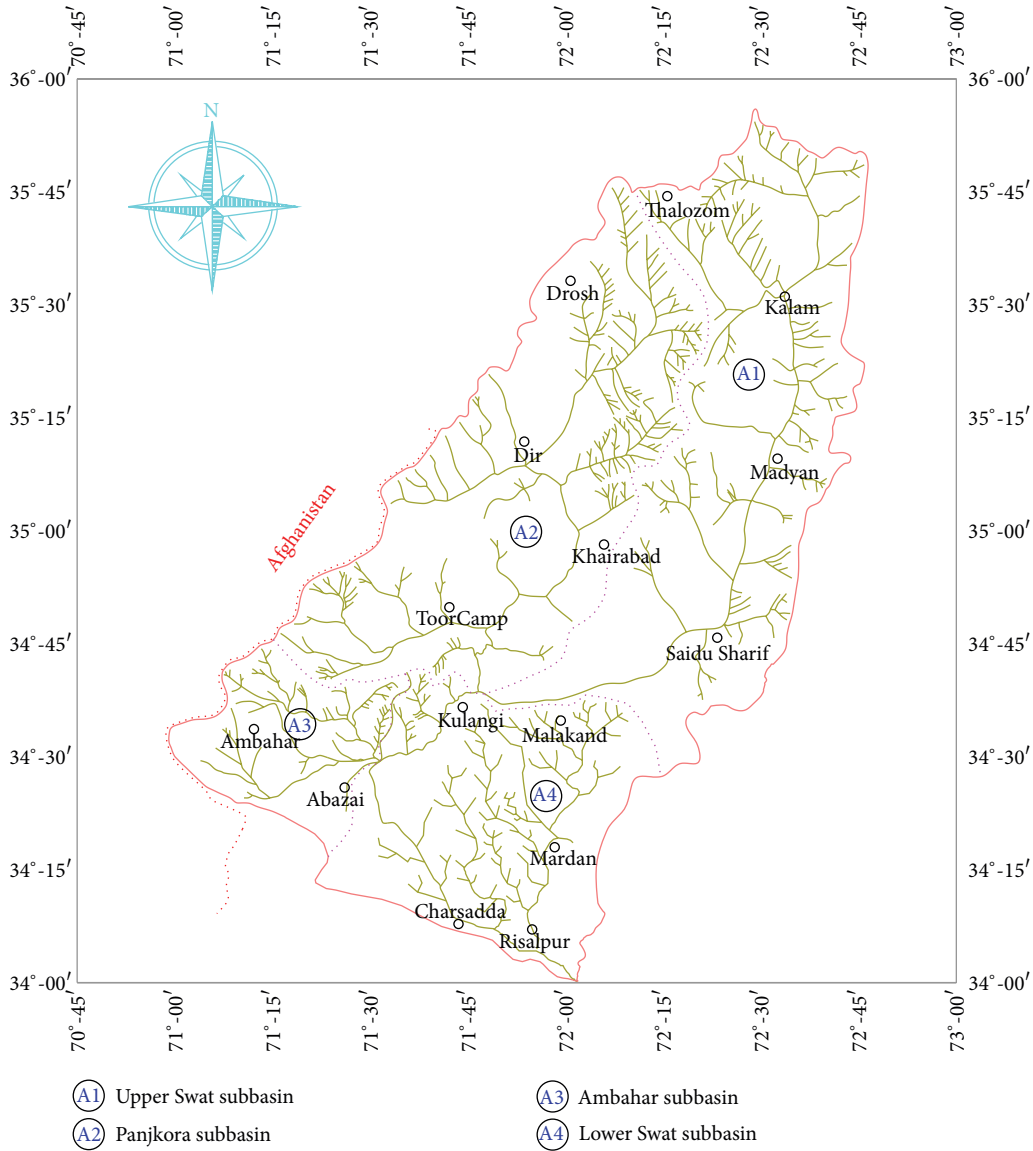 70°-45′ 71°-00′ 71°-15′ 71°-30′ 71°-45′ 72°-00′ 72°-15′ 72°-30′ 72°-45′ 73°-00′
N
36°-00′ 36°-00′
35°-45′ 35°-45′
Thalozom
Drosh
35°-30′ 35°-30′
Kalam
A1
35°-15′ 35°-15′
Dir
Madyan
Afghanistan
35°-00′ 35°-00′
A2
Khairabad
ToorCamp
34°-45′ 34°-45′
Saidu Sharif
Kulangi
A3
Malakand
Ambahar
34°-30′ 34°-30′
Abazai
A4
Mardan
34°-15′ 34°-15′
Charsadda
Risalpur
34°-00′ 34°-00′
70°-45′ 71°-00′ 71°-15′ 71°-30′ 71°-45′ 72°-00′ 72°-15′ 72°-30′ 72°-45′ 73°-00′
A1 Upper Swat subbasin
A2 Panjkora subbasin
A3 Ambahar subbasin
A4 Lower Swat subbasin